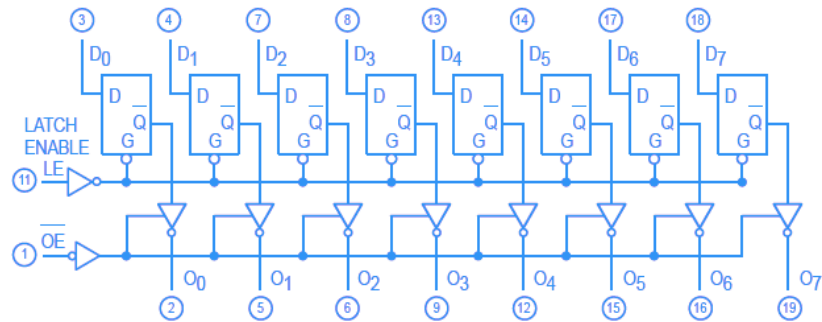 3 4 7 8 13 14 17 18
D0 D1 D2 D3 D4 D5 D6 D7
D D D D D D D D
Q̅ Q̅ Q̅ Q̅ Q̅ Q̅ Q̅ Q̅
G G G G G G G G
LATCH
ENABLE
11 LE
1 O̅E̅
O0 O1 O2 O3 O4 O5 O6 O7
2 5 6 9 12 15 16 19